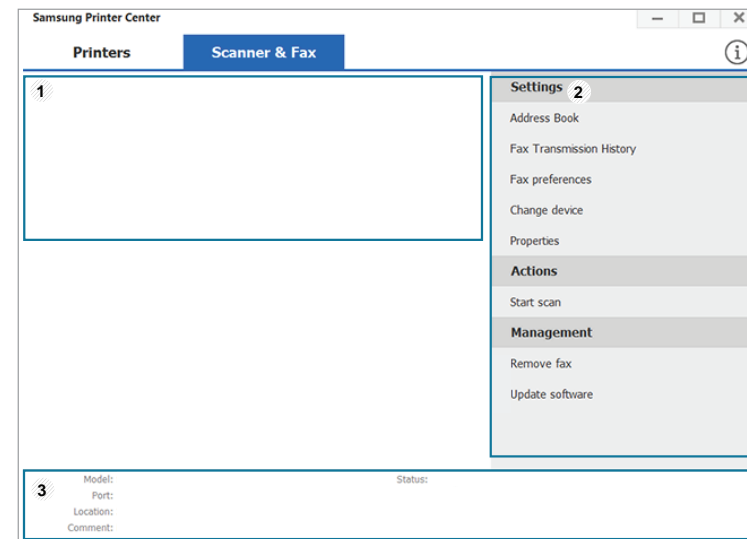 Samsung Printer Center
Printers Scanner & Fax
1
Settings 2
Address Book
Fax Transmission History
Fax preferences
Change device
Properties
Actions
Start scan
Management
Remove fax
Update software
3
Model: Status:
Port:
Location:
Comment: